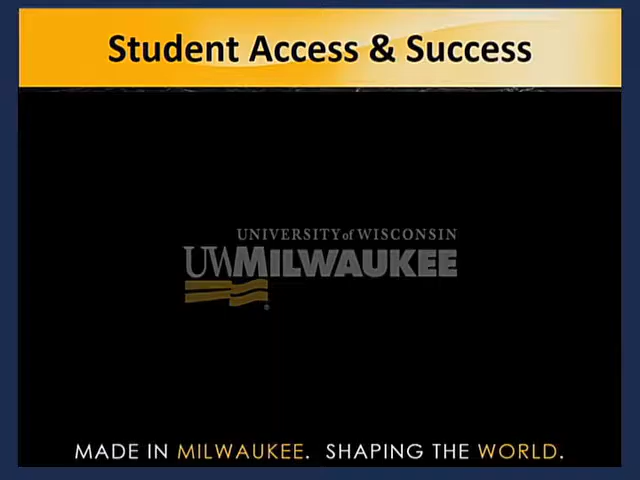 Student Access & Success
UNIVERSITY of WISCONSIN
UWMILWAUKEE
MADE IN MILWAUKEE. SHAPING THE WORLD.